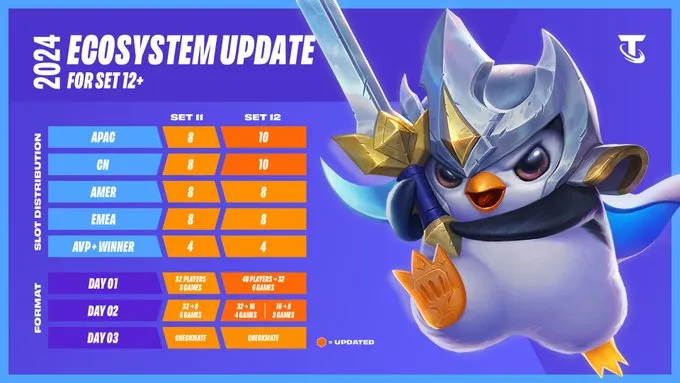 2024
ECOSYSTEM UPDATE
FOR SET 12+
SET 11 SET 12
SLOT DISTRIBUTION
APAC 8 10
CN 8 10
AMER 8 8
EMEA 8 8
AVP + WINNER 4 4
FORMAT
DAY 01 32 PLAYERS 8 GAMES 40 PLAYERS → 32 6 GAMES
DAY 02 32 → 8 6 GAMES 32 → 16 4 GAMES 16 → 8 3 GAMES
DAY 03 CHECKMATE CHECKMATE
= UPDATED